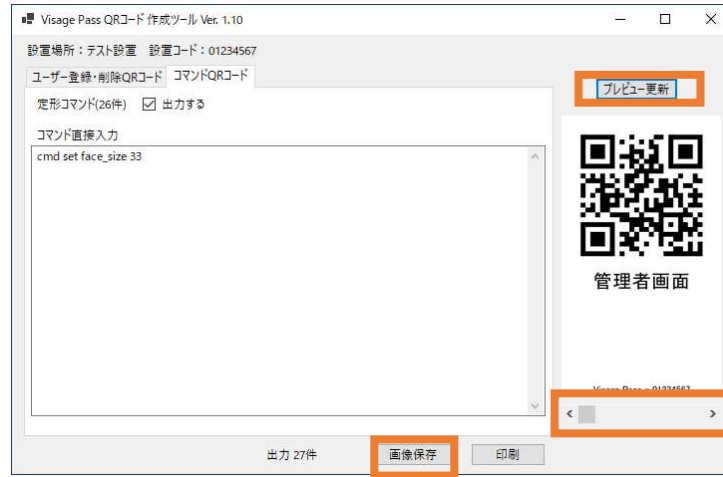 Visage Pass QRコード 作成ツール Ver. 1.10
設置場所：テスト設置 設置コード：01234567
ユーザー登録・削除QRコード コマンドQRコード
プレビュー更新
定形コマンド(26件) 出力する
コマンド直接入力
cmd set face_size 33
管理者画面
Visage Pass = 01234567
出力 27件 画像保存 印刷